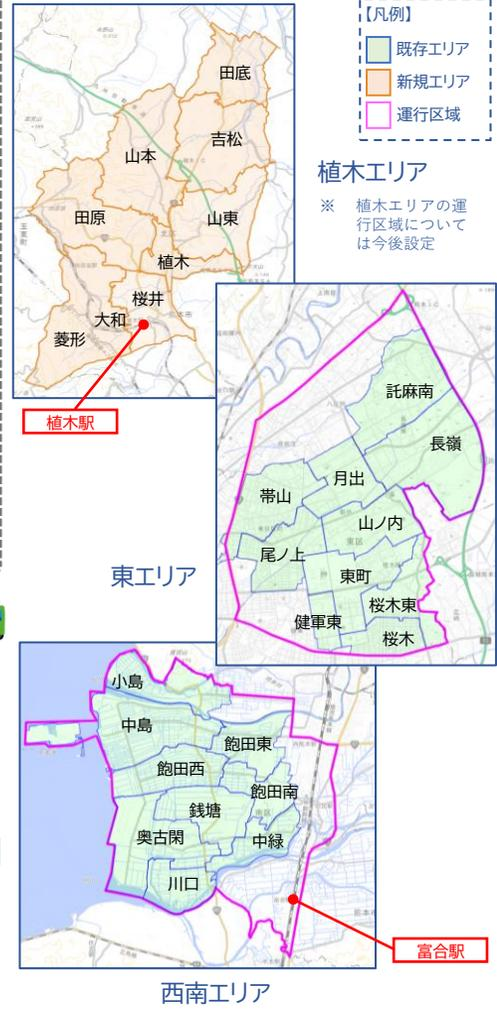 【凡例】
既存エリア
新規エリア
運行区域
植木エリア
※ 植木エリアの運
行区域について
は今後設定
田底
吉松
山本
田原
山東
植木
桜井
大和
菱形
植木駅
東エリア
託麻南
長嶺
月出
帯山
山ノ内
尾ノ上
東町
桜木東
健軍東
桜木
小島
中島
飽田東
飽田西
飽田南
銭塘
奥古閑
中緑
川口
富合駅
西南エリア